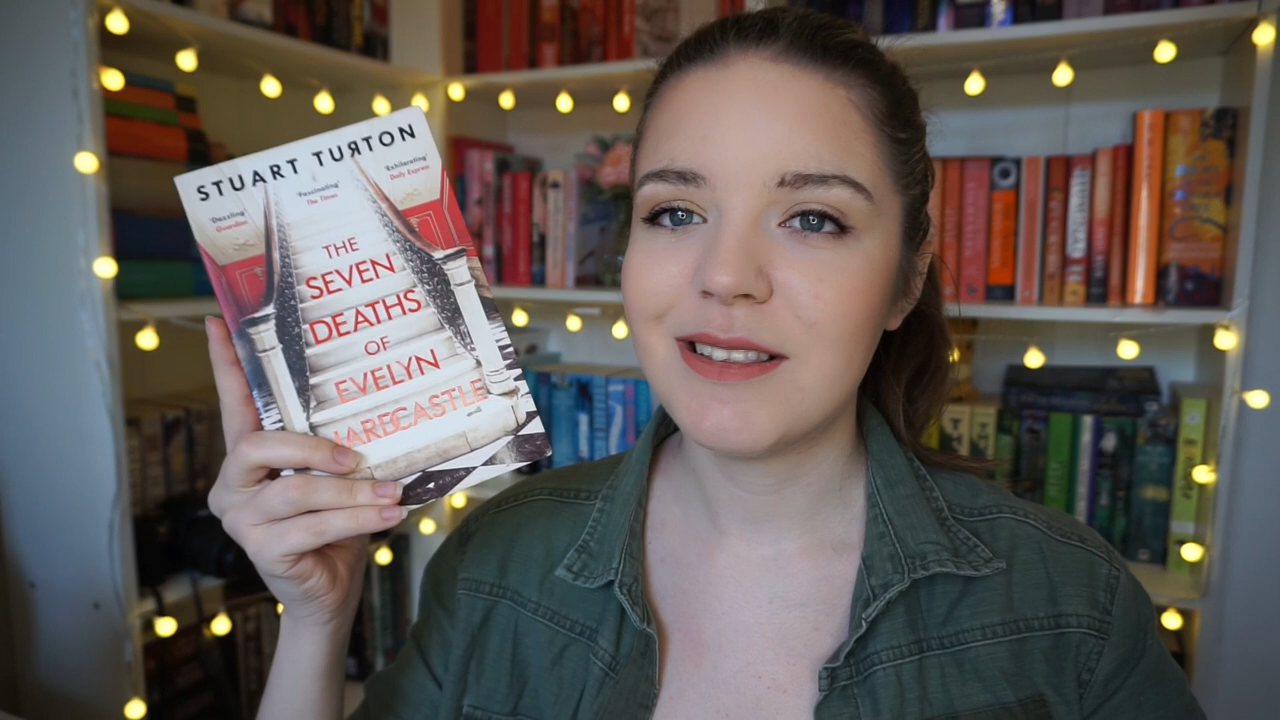 STUART TURTON
'Dazzling'
Guardian
'Fascinating'
The Times
'Exhilarating'
Daily Express
THE
SEVEN
DEATHS
OF
EVELYN
HARDCASTLE